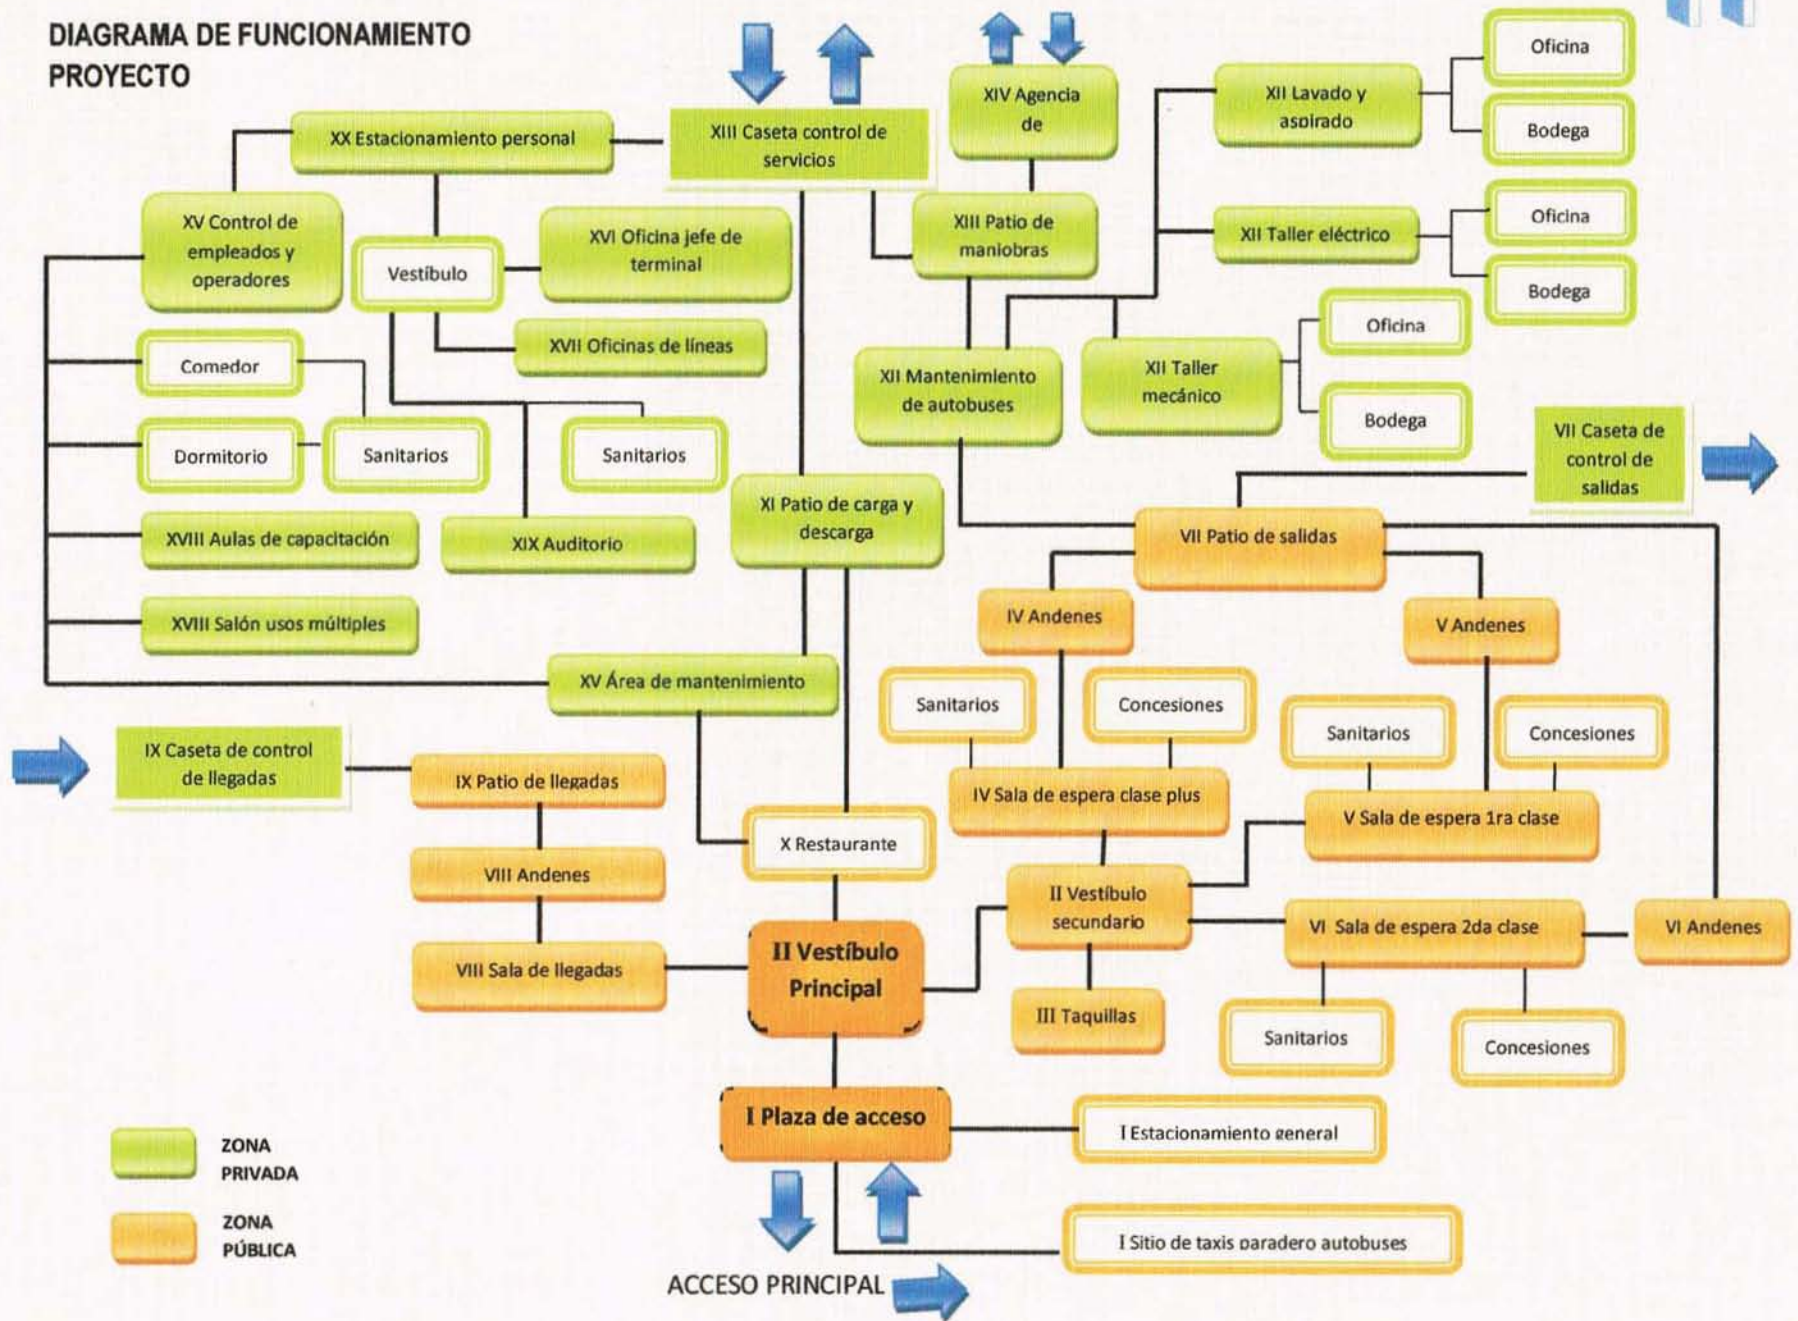 DIAGRAMA DE FUNCIONAMIENTO
PROYECTO
XX Estacionamiento personal
XIII Caseta control de
servicios
XIV Agencia
de
XII Lavado y
aspirado
Oficina
Bodega
XV Control de
empleados y
operadores
Vestíbulo
XVI Oficina jefe de
terminal
XIII Patio de
maniobras
XII Taller eléctrico
Oficina
Bodega
XVII Oficinas de líneas
Comedor
XII Mantenimiento
de autobuses
XII Taller
mecánico
Oficina
Bodega
Dormitorio
Sanitarios
Sanitarios
VII Caseta de
control de
salidas
XVIII Aulas de capacitación
XIX Auditorio
XI Patio de carga y
descarga
VII Patio de salidas
XVIII Salón usos múltiples
IV Andenes
V Andenes
XV Área de mantenimiento
Sanitarios
Concesiones
Sanitarios
Concesiones
IX Caseta de control
de llegadas
IX Patio de llegadas
IV Sala de espera clase plus
V Sala de espera 1ra clase
X Restaurante
VIII Andenes
II Vestíbulo
secundario
VI Sala de espera 2da clase
VI Andenes
VIII Sala de llegadas
II Vestíbulo
Principal
III Taquillas
Sanitarios
Concesiones
I Plaza de acceso
I Estacionamiento general
ZONA
PRIVADA
ZONA
PÚBLICA
I Sitio de taxis paradero autobuses
ACCESO PRINCIPAL